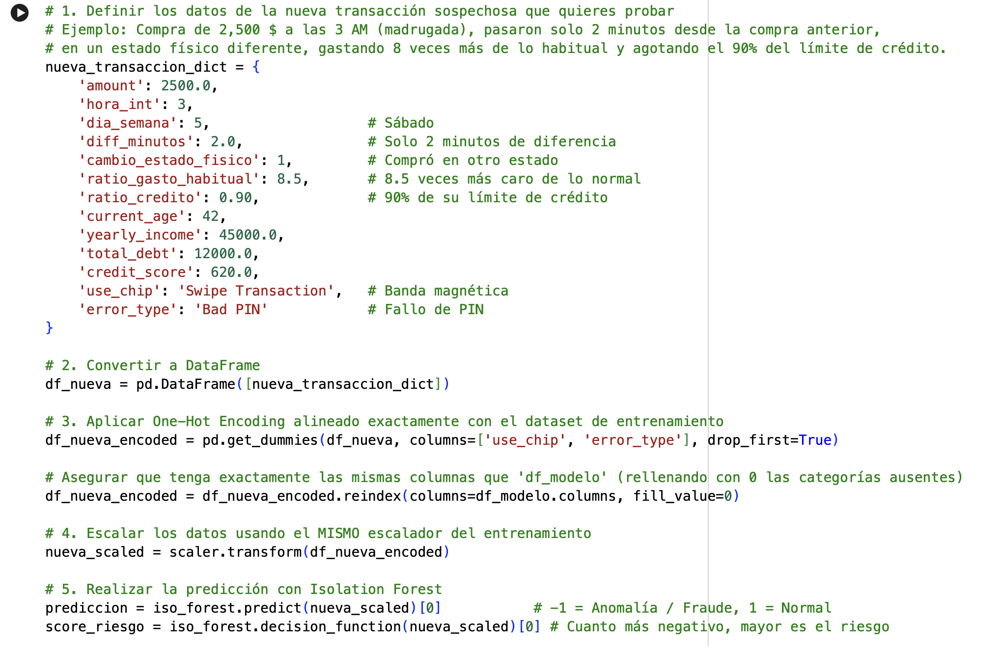 # 1. Definir los datos de la nueva transacción sospechosa que quieres probar
# Ejemplo: Compra de 2,500 $ a las 3 AM (madrugada), pasaron solo 2 minutos desde la compra anterior,
# en un estado físico diferente, gastando 8 veces más de lo habitual y agotando el 90% del límite de crédito.
nueva_transaccion_dict = {
    'amount': 2500.0,
    'hora_int': 3,
    'dia_semana': 5,                   # Sábado
    'diff_minutos': 2.0,               # Solo 2 minutos de diferencia
    'cambio_estado_fisico': 1,         # Compró en otro estado
    'ratio_gasto_habitual': 8.5,       # 8.5 veces más caro de lo normal
    'ratio_credito': 0.90,             # 90% de su límite de crédito
    'current_age': 42,
    'yearly_income': 45000.0,
    'total_debt': 12000.0,
    'credit_score': 620.0,
    'use_chip': 'Swipe Transaction',   # Banda magnética
    'error_type': 'Bad PIN'            # Fallo de PIN
}

# 2. Convertir a DataFrame
df_nueva = pd.DataFrame([nueva_transaccion_dict])

# 3. Aplicar One-Hot Encoding alineado exactamente con el dataset de entrenamiento
df_nueva_encoded = pd.get_dummies(df_nueva, columns=['use_chip', 'error_type'], drop_first=True)

# Asegurar que tenga exactamente las mismas columnas que 'df_modelo' (rellenando con 0 las categorías ausentes)
df_nueva_encoded = df_nueva_encoded.reindex(columns=df_modelo.columns, fill_value=0)

# 4. Escalar los datos usando el MISMO escalador del entrenamiento
nueva_scaled = scaler.transform(df_nueva_encoded)

# 5. Realizar la predicción con Isolation Forest
prediccion = iso_forest.predict(nueva_scaled)[0]           # -1 = Anomalía / Fraude, 1 = Normal
score_riesgo = iso_forest.decision_function(nueva_scaled)[0] # Cuanto más negativo, mayor es el riesgo